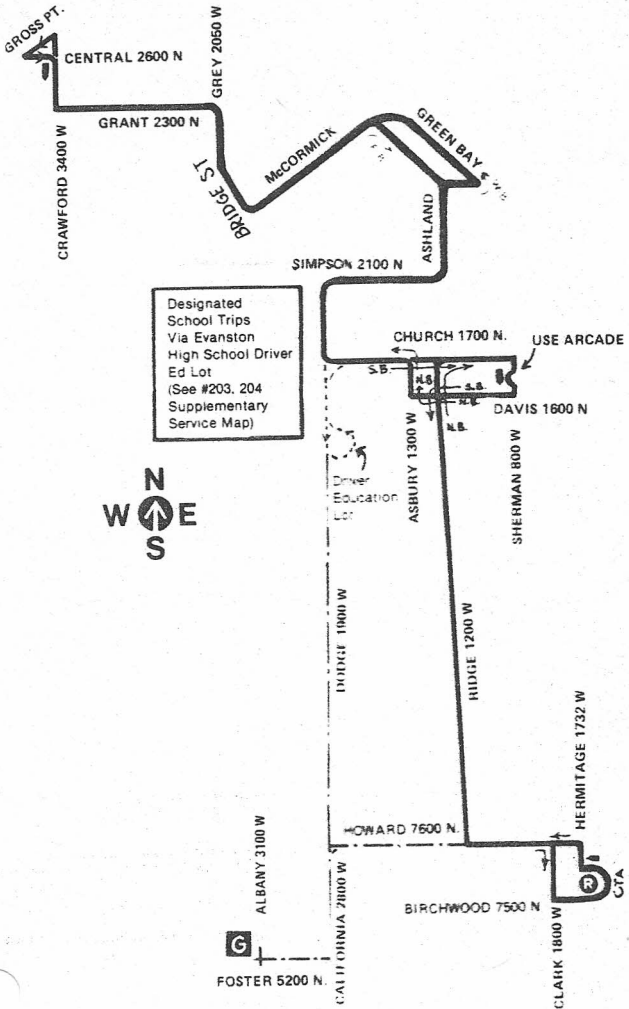 GROSS PT.
CENTRAL 2600 N
GREY 2050 W
GRANT 2300 N
CRAWFORD 3400 W
BRIDGE ST
McCORMICK
GREEN BAY
W B
ASHLAND
SIMPSON 2100 N
Designated
School Trips
Via Evanston
High School Driver
Ed Lot
(See #203, 204
Supplementary
Service Map)
CHURCH 1700 N.
USE ARCADE
S.B.
N.B.
S.B.
N.B.
N.B.
DAVIS 1600 N
ASBURY 1300 W
SHERMAN 800 W
Driver
Education
Lot
N
W E
S
DODGE 1900 W
RIDGE 1200 W
HERMITAGE 1732 W
HOWARD 7600 N.
ALBANY 3100 W
CALIFORNIA 2800 W
BIRCHWOOD 7500 N
R
CTA
CLARK 1800 W
G
FOSTER 5200 N.